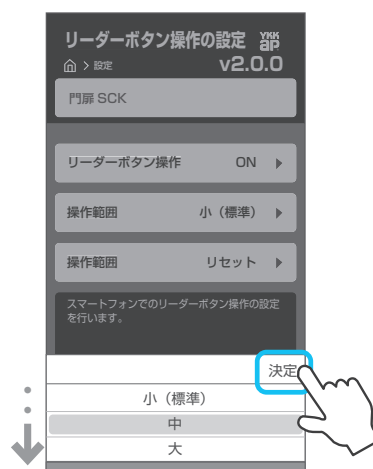 リーダーボタン操作の設定 YKK ap
設定 v2.0.0
門扉 SCK
リーダーボタン操作 ON
操作範囲 小（標準）
操作範囲 リセット
スマートフォンでのリーダーボタン操作の設定
を行います。
決定
小（標準）
中
大